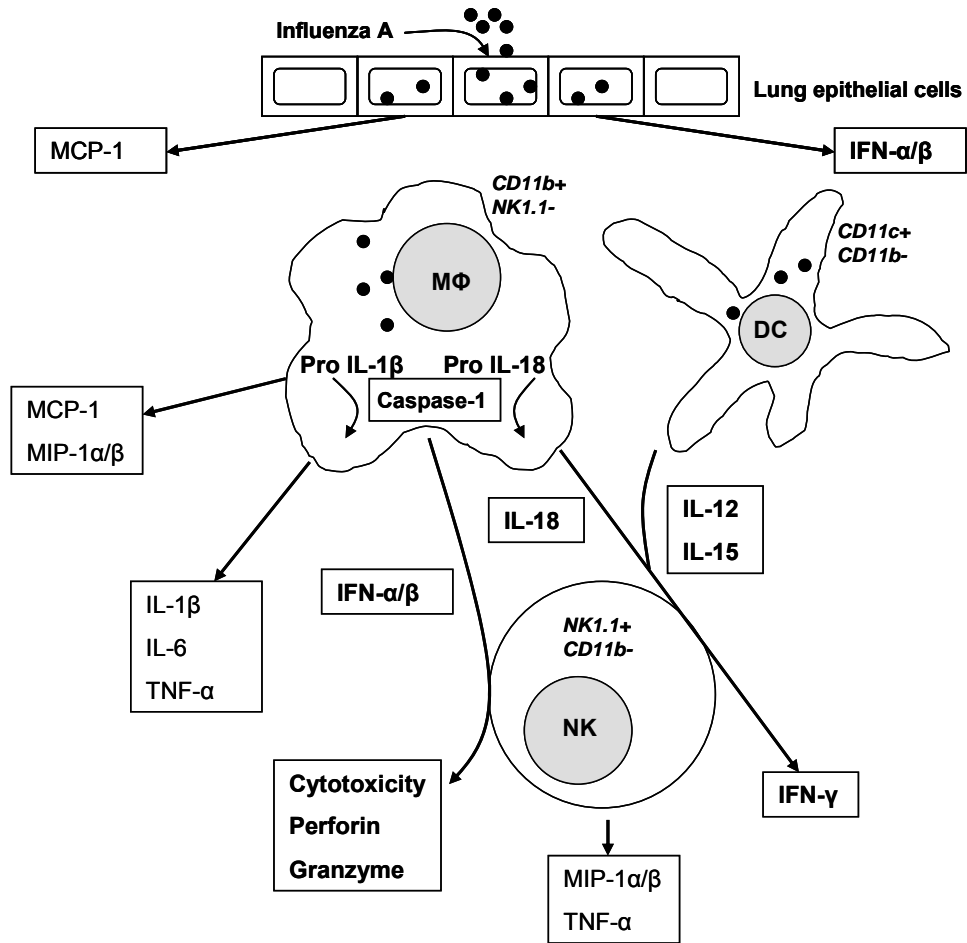 Influenza A
Lung epithelial cells
MCP-1
IFN-α/β
CD11b+
NK1.1-
CD11c+
CD11b-
MΦ
DC
Pro IL-1β
Pro IL-18
Caspase-1
MCP-1
MIP-1α/β
IL-18
IL-12
IL-15
IFN-α/β
IL-1β
IL-6
TNF-α
NK1.1+
CD11b-
NK
Cytotoxicity
Perforin
Granzyme
IFN-γ
MIP-1α/β
TNF-α